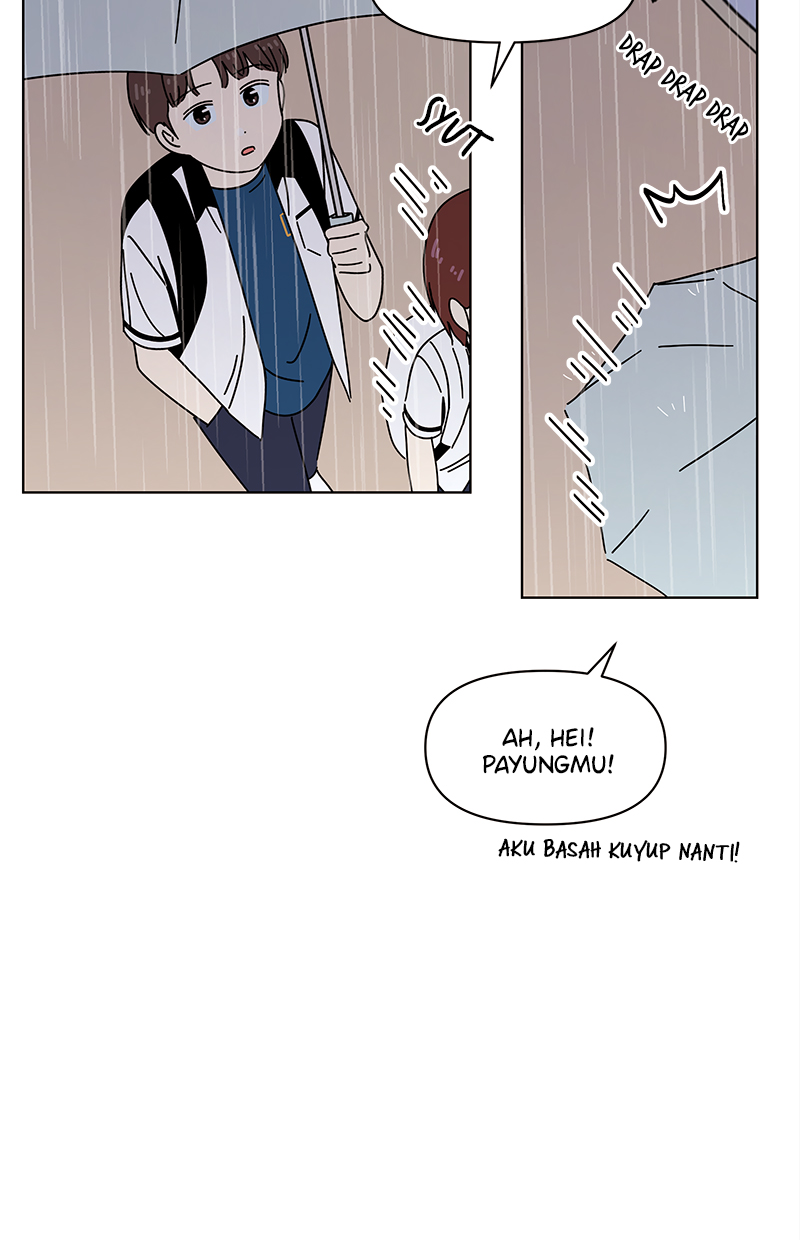 SYUT
DRAP DRAP DRAP
AH, HEI!
PAYUNGMU!
AKU BASAH KUYUP NANTI!